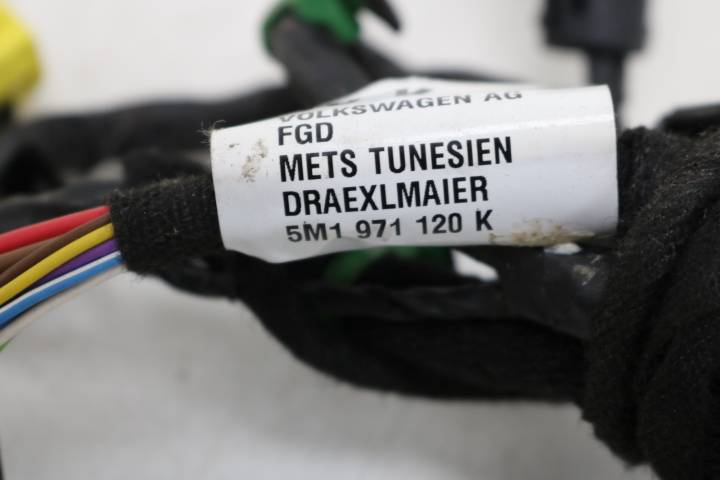 VOLKSWAGEN AG
FGD
METS TUNESIEN
DRAEXLMAIER
5M1 971 120 K